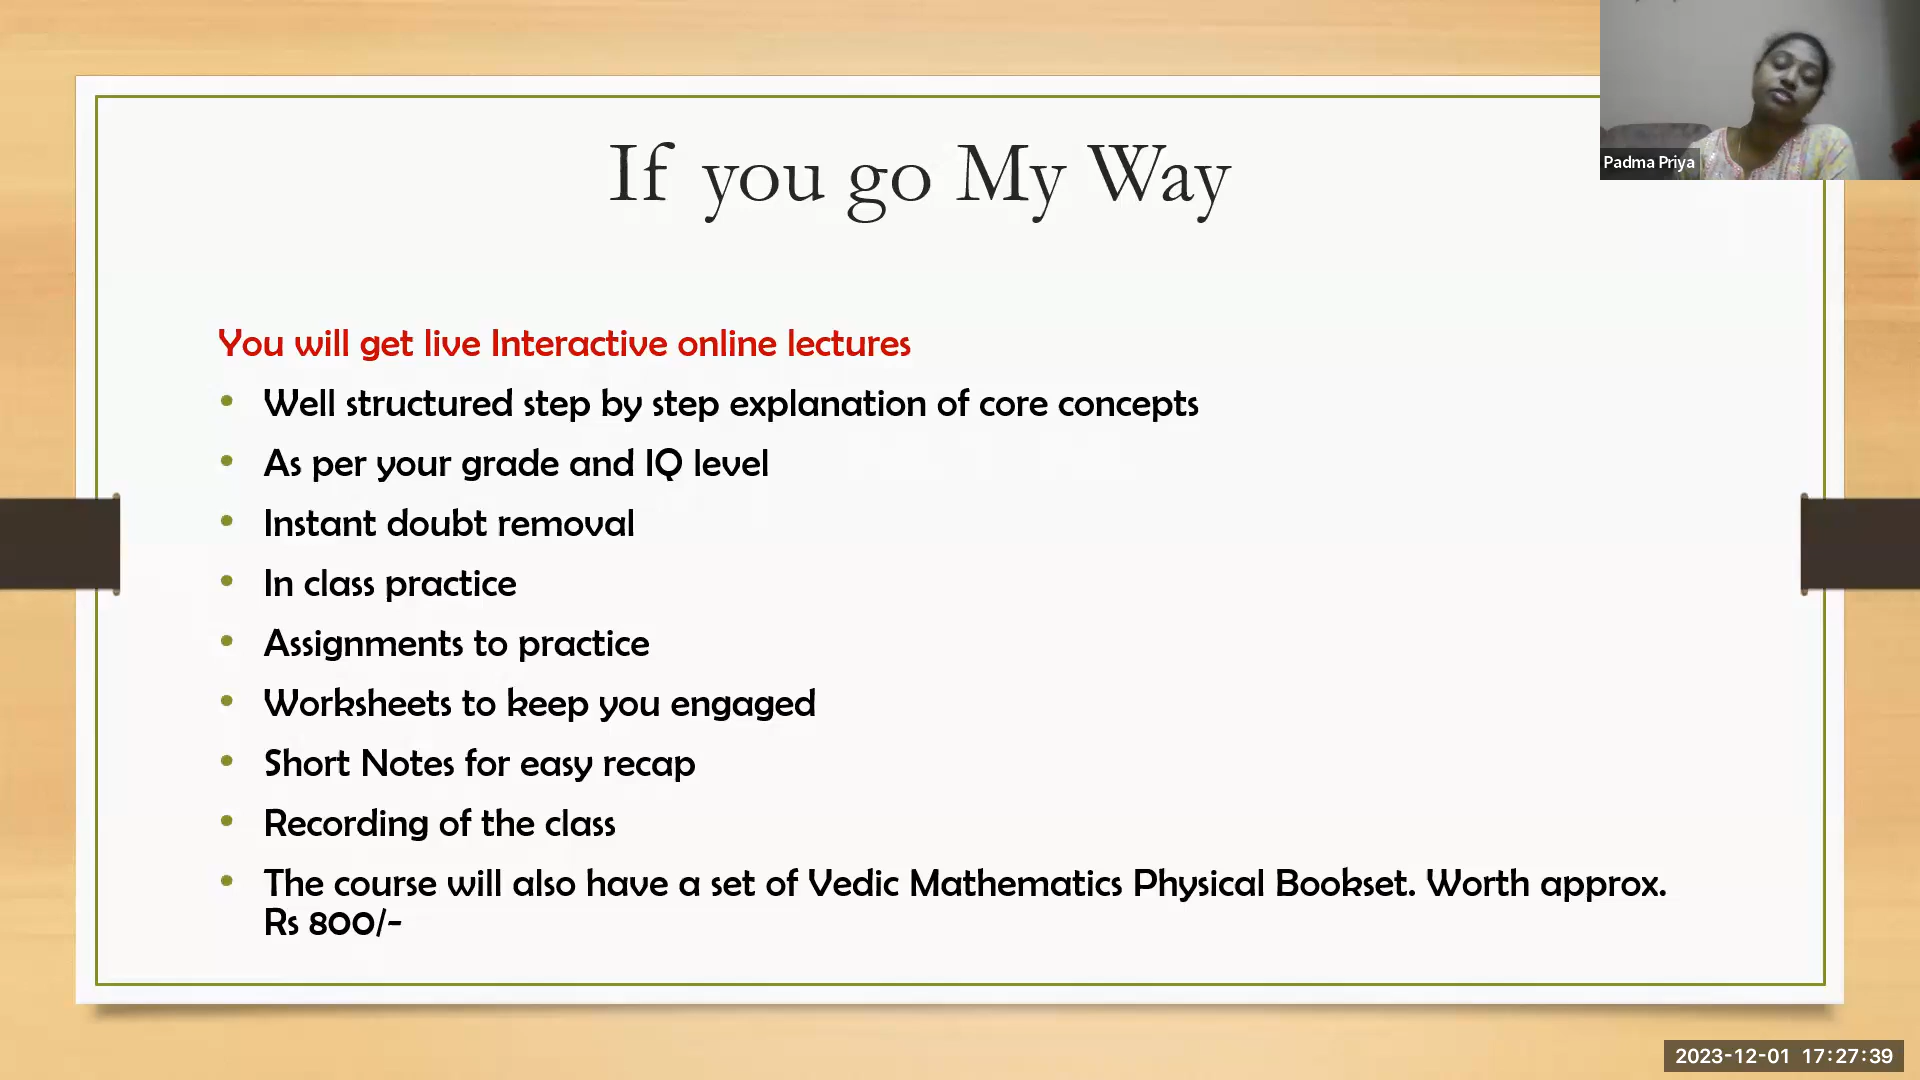 If you go My Way
Padma Priya
You will get live Interactive online lectures
• Well structured step by step explanation of core concepts
• As per your grade and IQ level
• Instant doubt removal
• In class practice
• Assignments to practice
• Worksheets to keep you engaged
• Short Notes for easy recap
• Recording of the class
• The course will also have a set of Vedic Mathematics Physical Bookset. Worth approx.
Rs 800/-
2023-12-01 17:27:39